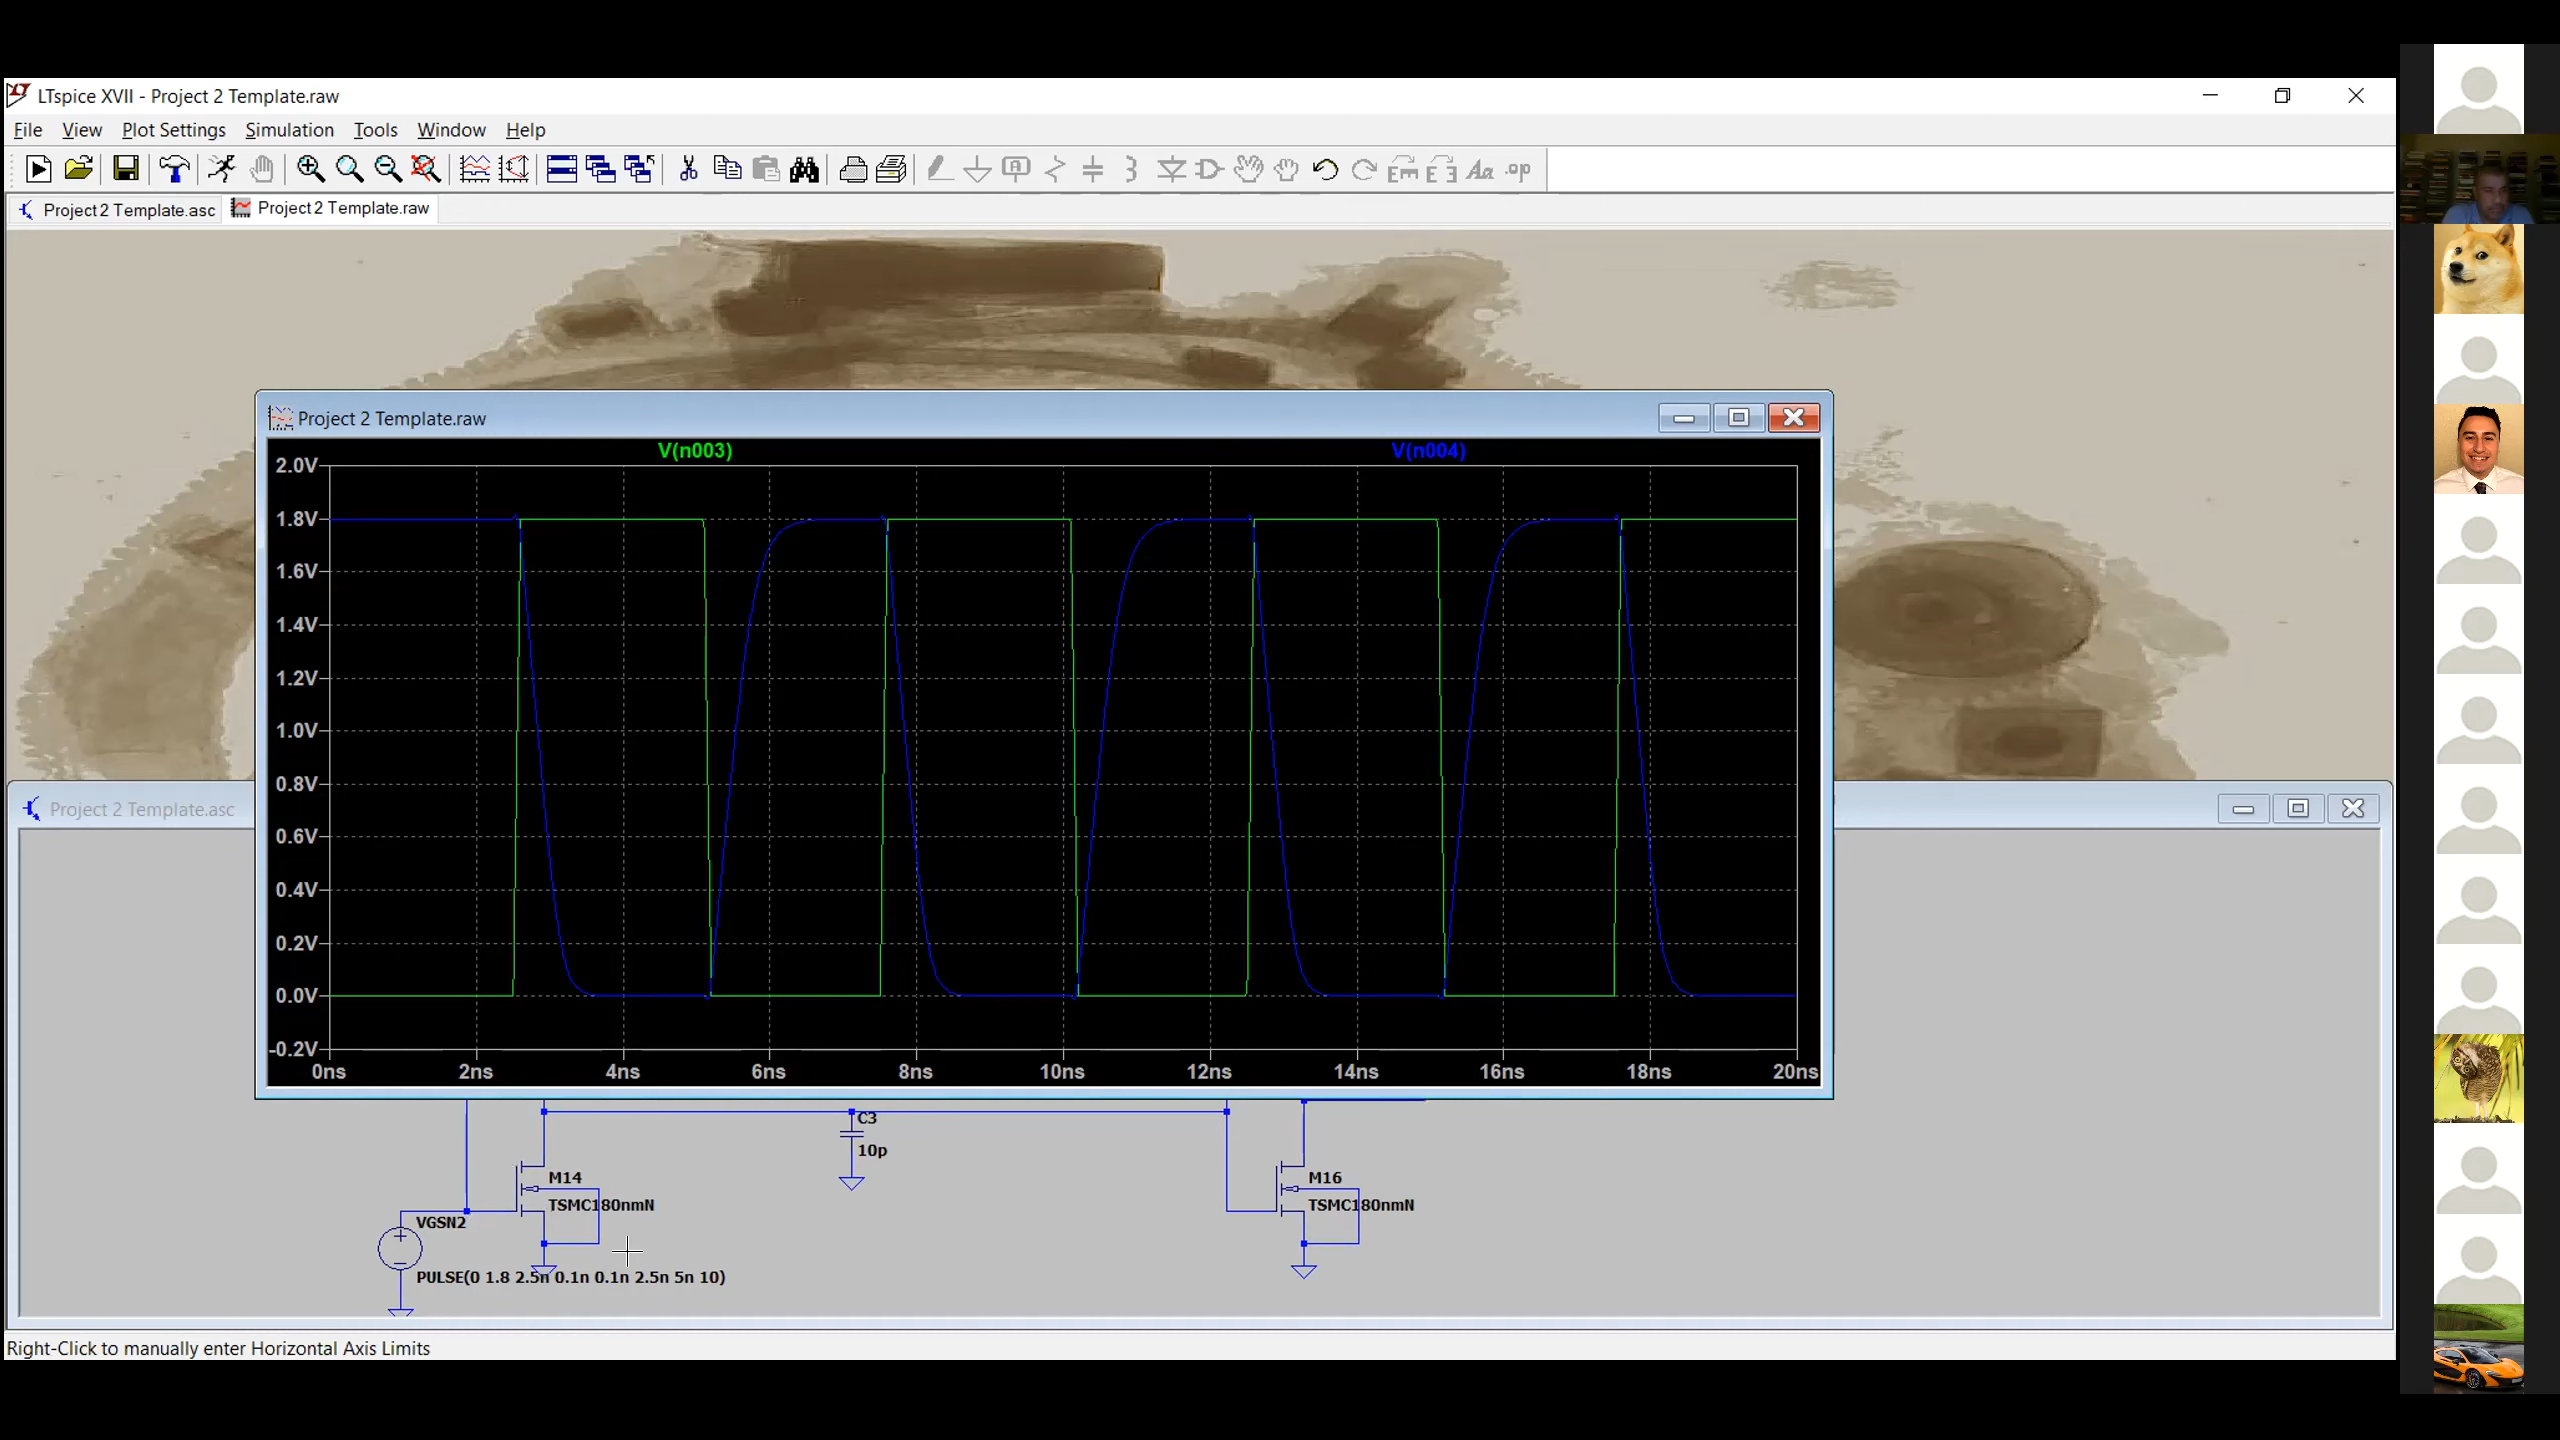 LTspice XVII - Project 2 Template.raw
File View Plot Settings Simulation Tools Window Help
Aa .op
Project 2 Template.asc Project 2 Template.raw
Project 2 Template.raw
V(n003) V(n004)
2.0V
1.8V
1.6V
1.4V
1.2V
1.0V
0.8V
0.6V
0.4V
0.2V
0.0V
-0.2V
0ns 2ns 4ns 6ns 8ns 10ns 12ns 14ns 16ns 18ns 20ns
Project 2 Template.asc
C3
10p
M14
TSMC180nmN
M16
TSMC180nmN
VGSN2
PULSE(0 1.8 2.5n 0.1n 0.1n 2.5n 5n 10)
Right-Click to manually enter Horizontal Axis Limits